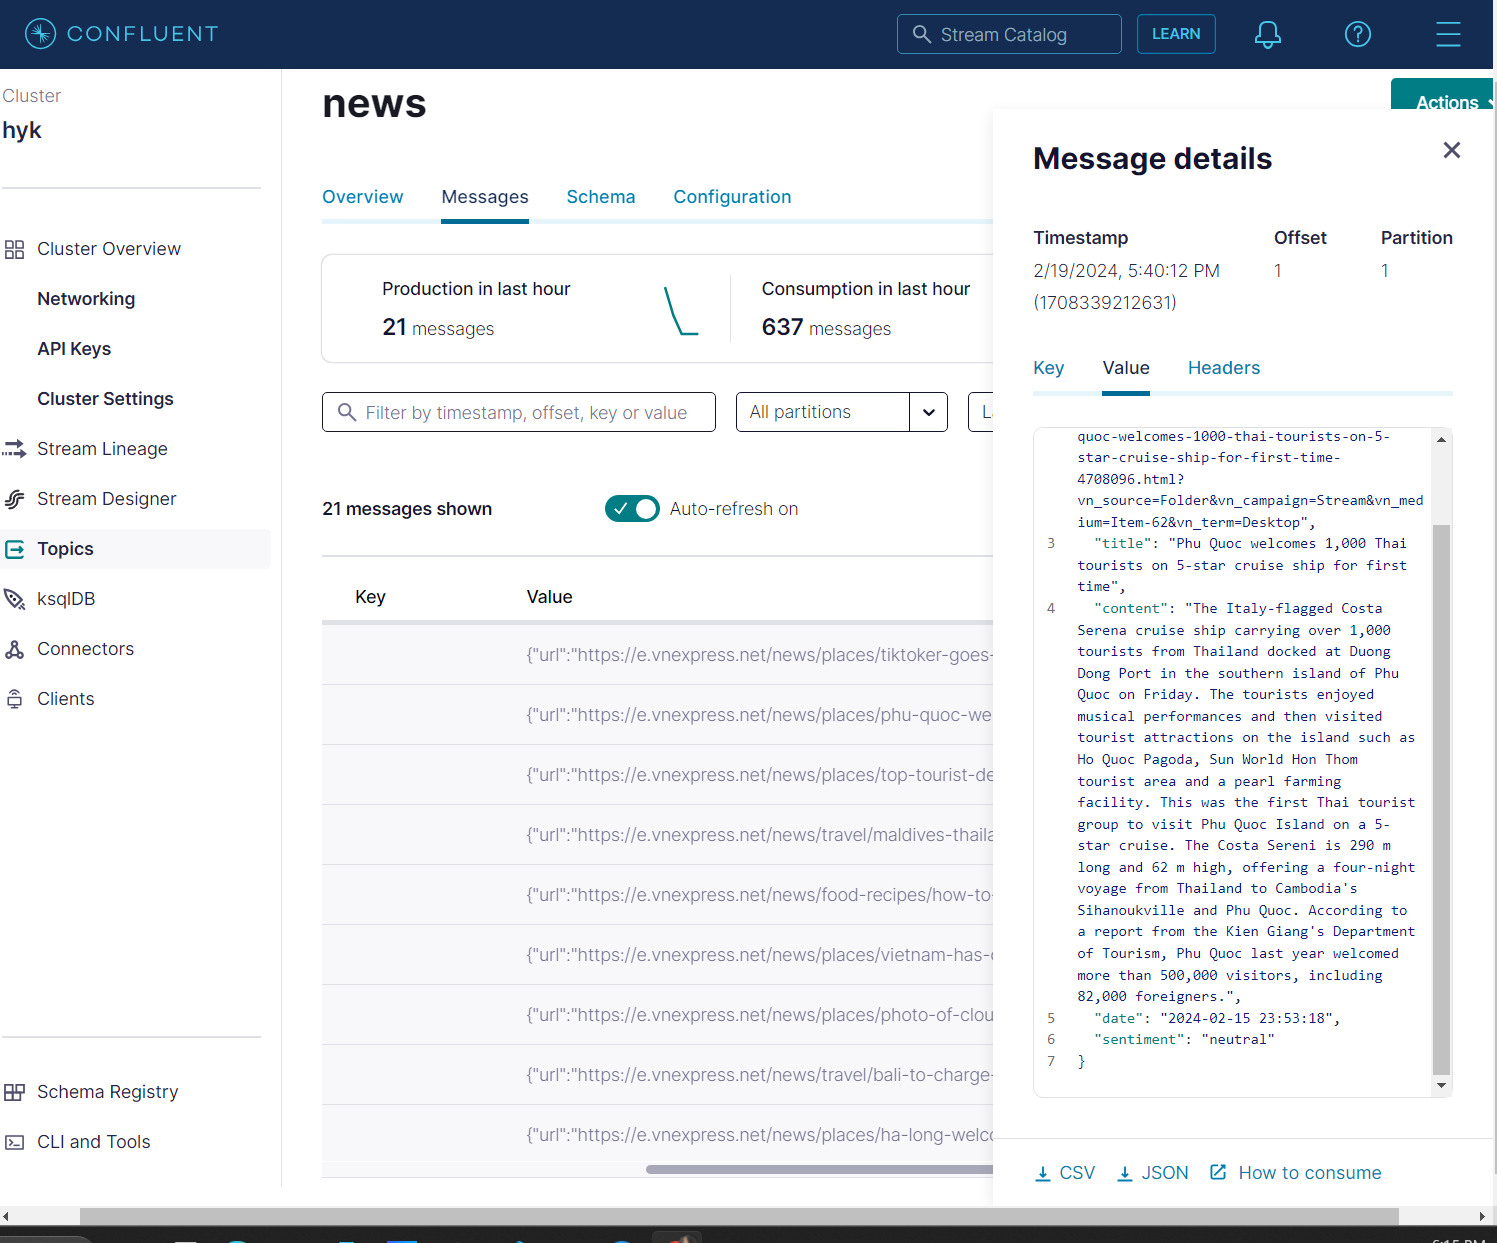 CONFLUENT
Stream Catalog
LEARN
Cluster
hyk
Cluster Overview
Networking
API Keys
Cluster Settings
Stream Lineage
Stream Designer
Topics
ksqlDB
Connectors
Clients
Schema Registry
CLI and Tools
news
Actions
Overview Messages Schema Configuration
Production in last hour
21 messages
Consumption in last hour
637 messages
Filter by timestamp, offset, key or value
All partitions
21 messages shown
Auto-refresh on
Key Value
{"url":"https://e.vnexpress.net/news/places/tiktoker-goes-
{"url":"https://e.vnexpress.net/news/places/phu-quoc-we
{"url":"https://e.vnexpress.net/news/places/top-tourist-de
{"url":"https://e.vnexpress.net/news/travel/maldives-thaila
{"url":"https://e.vnexpress.net/news/food-recipes/how-to-
{"url":"https://e.vnexpress.net/news/places/vietnam-has-
{"url":"https://e.vnexpress.net/news/places/photo-of-clou
{"url":"https://e.vnexpress.net/news/travel/bali-to-charge-
{"url":"https://e.vnexpress.net/news/places/ha-long-welco
Message details
Timestamp Offset Partition
2/19/2024, 5:40:12 PM 1 1
(1708339212631)
Key Value Headers
quoc-welcomes-1000-thai-tourists-on-5-
star-cruise-ship-for-first-time-
4708096.html?
vn_source=Folder&vn_campaign=Stream&vn_med
ium=Item-62&vn_term=Desktop",
3 "title": "Phu Quoc welcomes 1,000 Thai
tourists on 5-star cruise ship for first
time",
4 "content": "The Italy-flagged Costa
Serena cruise ship carrying over 1,000
tourists from Thailand docked at Duong
Dong Port in the southern island of Phu
Quoc on Friday. The tourists enjoyed
musical performances and then visited
tourist attractions on the island such as
Ho Quoc Pagoda, Sun World Hon Thom
tourist area and a pearl farming
facility. This was the first Thai tourist
group to visit Phu Quoc Island on a 5-
star cruise. The Costa Sereni is 290 m
long and 62 m high, offering a four-night
voyage from Thailand to Cambodia's
Sihanoukville and Phu Quoc. According to
a report from the Kien Giang's Department
of Tourism, Phu Quoc last year welcomed
more than 500,000 visitors, including
82,000 foreigners.",
5 "date": "2024-02-15 23:53:18",
6 "sentiment": "neutral"
7 }
CSV JSON How to consume